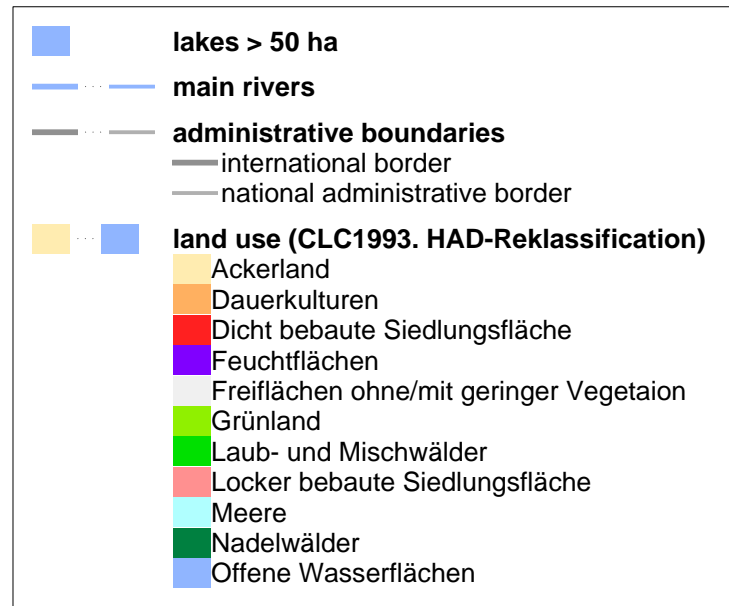 lakes > 50 ha
main rivers
administrative boundaries
international border
national administrative border
land use (CLC1993. HAD-Reklassification)
Ackerland
Dauerkulturen
Dicht bebaute Siedlungsfläche
Feuchtflächen
Freiflächen ohne/mit geringer Vegetaion
Grünland
Laub- und Mischwälder
Locker bebaute Siedlungsfläche
Meere
Nadelwälder
Offene Wasserflächen